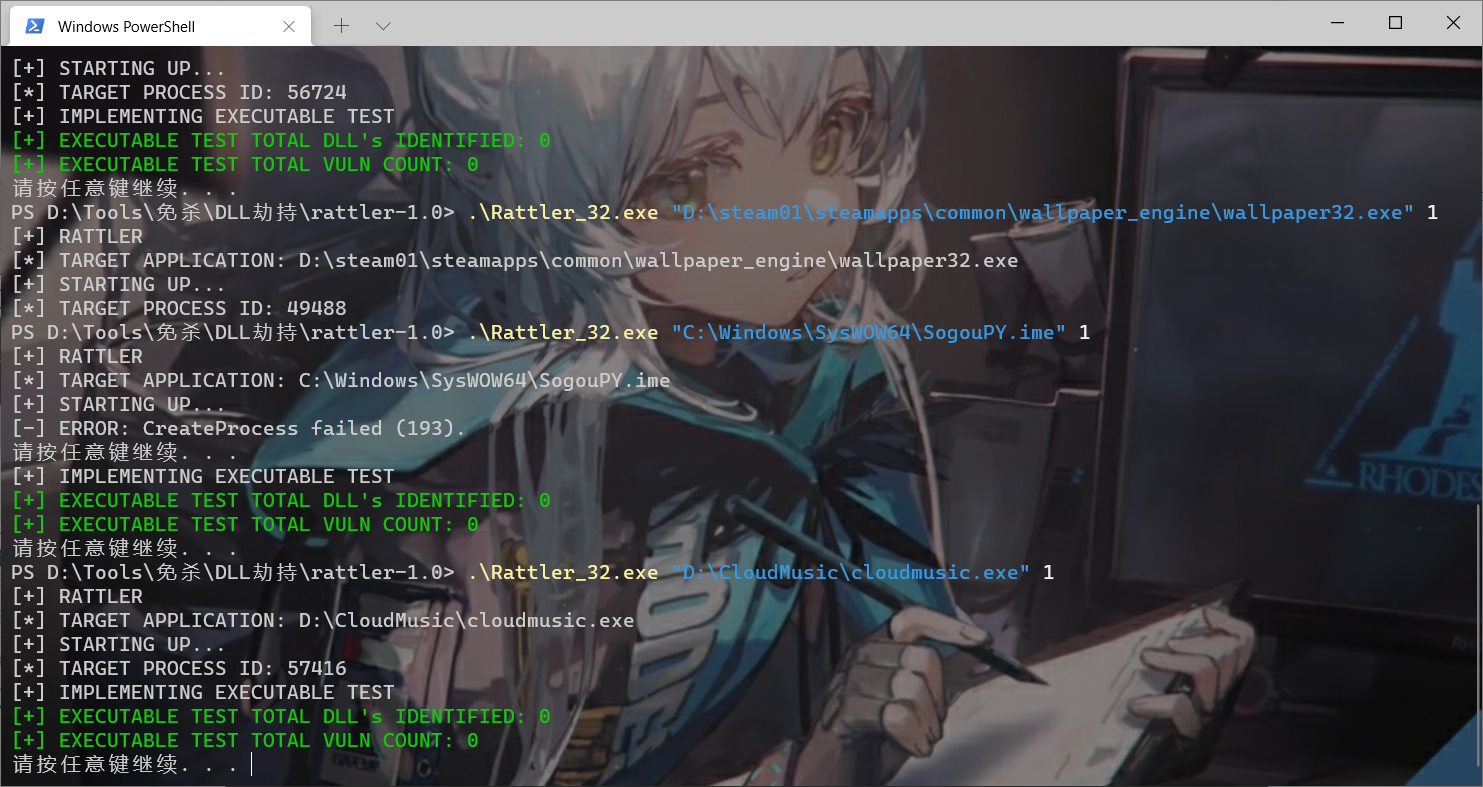 Windows PowerShell
[+] STARTING UP...
[*] TARGET PROCESS ID: 56724
[+] IMPLEMENTING EXECUTABLE TEST
[+] EXECUTABLE TEST TOTAL DLL's IDENTIFIED: 0
[+] EXECUTABLE TEST TOTAL VULN COUNT: 0
请按任意键继续. . .
PS D:\Tools\免杀\DLL劫持\rattler-1.0> .\Rattler_32.exe "D:\steam01\steamapps\common\wallpaper_engine\wallpaper32.exe" 1
[+] RATTLER
[*] TARGET APPLICATION: D:\steam01\steamapps\common\wallpaper_engine\wallpaper32.exe
[+] STARTING UP...
[*] TARGET PROCESS ID: 49488
PS D:\Tools\免杀\DLL劫持\rattler-1.0> .\Rattler_32.exe "C:\Windows\SysWOW64\SogouPY.ime" 1
[+] RATTLER
[*] TARGET APPLICATION: C:\Windows\SysWOW64\SogouPY.ime
[+] STARTING UP...
[-] ERROR: CreateProcess failed (193).
请按任意键继续. . .
[+] IMPLEMENTING EXECUTABLE TEST
[+] EXECUTABLE TEST TOTAL DLL's IDENTIFIED: 0
[+] EXECUTABLE TEST TOTAL VULN COUNT: 0
请按任意键继续. . .
PS D:\Tools\免杀\DLL劫持\rattler-1.0> .\Rattler_32.exe "D:\CloudMusic\cloudmusic.exe" 1
[+] RATTLER
[*] TARGET APPLICATION: D:\CloudMusic\cloudmusic.exe
[+] STARTING UP...
[*] TARGET PROCESS ID: 57416
[+] IMPLEMENTING EXECUTABLE TEST
[+] EXECUTABLE TEST TOTAL DLL's IDENTIFIED: 0
[+] EXECUTABLE TEST TOTAL VULN COUNT: 0
请按任意键继续. . .
RHODES